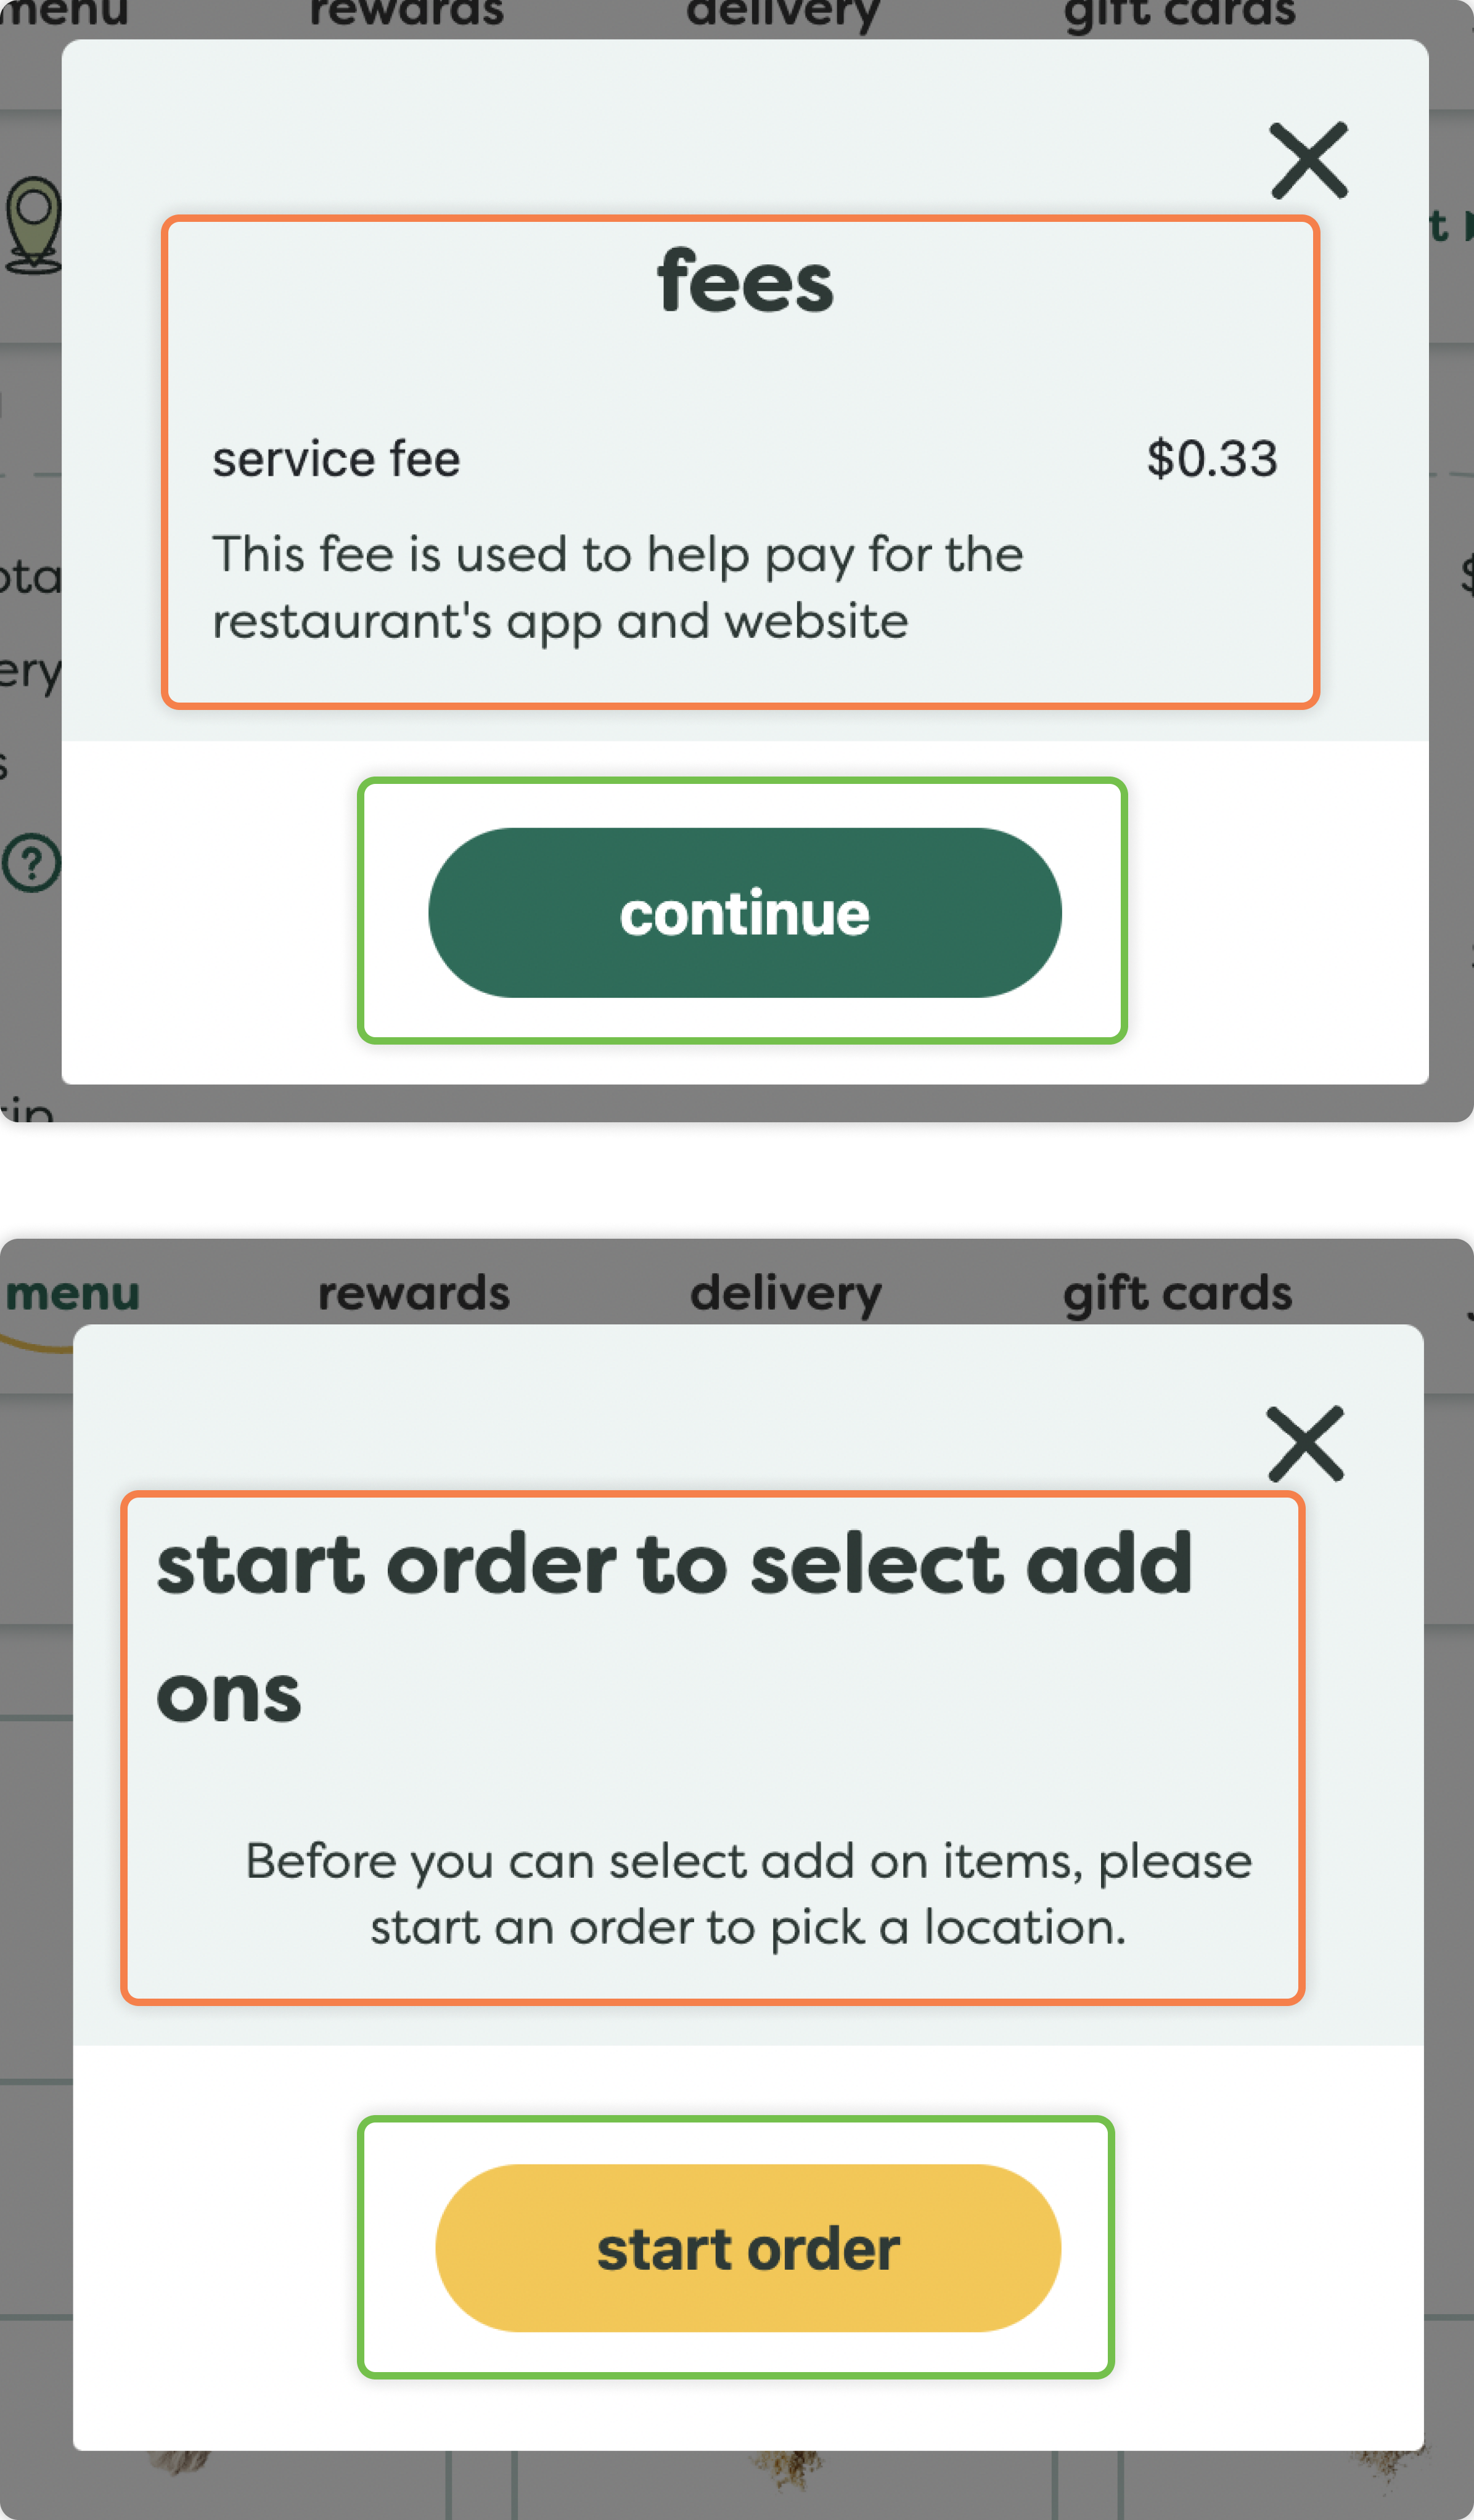 menu rewards delivery gift cards
fees
service fee $0.33
This fee is used to help pay for the
restaurant's app and website
continue
menu rewards delivery gift cards
start order to select add
ons
Before you can select add on items, please
start an order to pick a location.
start order